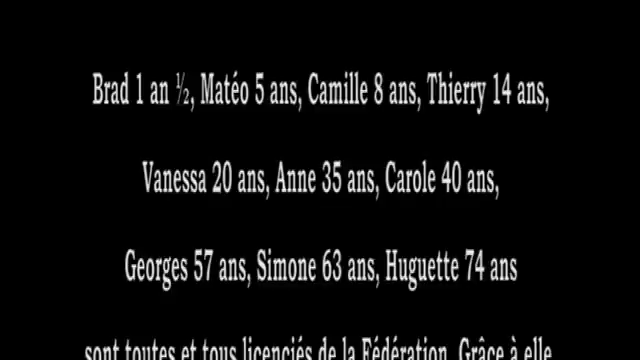 Brad 1 an ½, Matéo 5 ans, Camille 8 ans, Thierry 14 ans,
Vanessa 20 ans, Anne 35 ans, Carole 40 ans,
Georges 57 ans, Simone 63 ans, Huguette 74 ans
sont toutes et tous licenciés de la Fédération. Grâce à elle